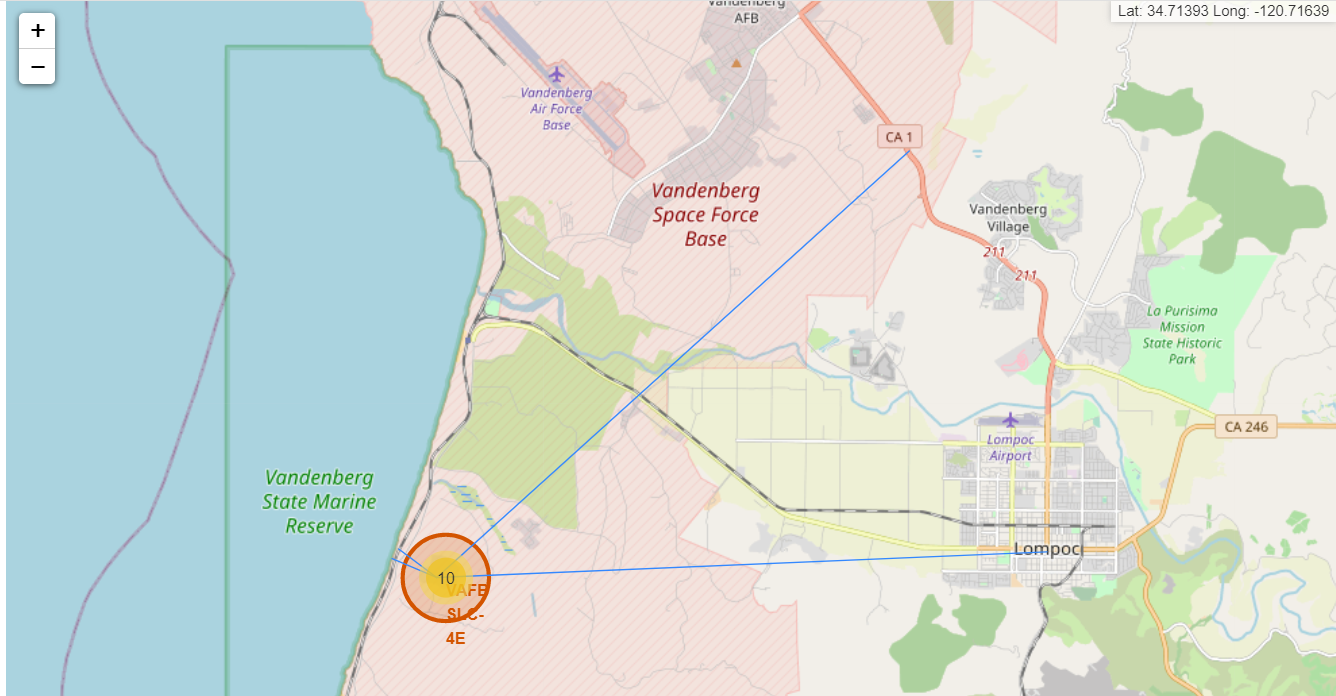 +
−
Vandenberg
AFB
Lat: 34.71393 Long: -120.71639
Vandenberg
Air Force
Base
CA 1
Vandenberg
Space Force
Base
Vandenberg
Village
211
211
La Purisima
Mission
State Historic
Park
CA 246
Lompoc
Airport
Vandenberg
State Marine
Reserve
Lompoc
10
VAFB
SLC-
4E